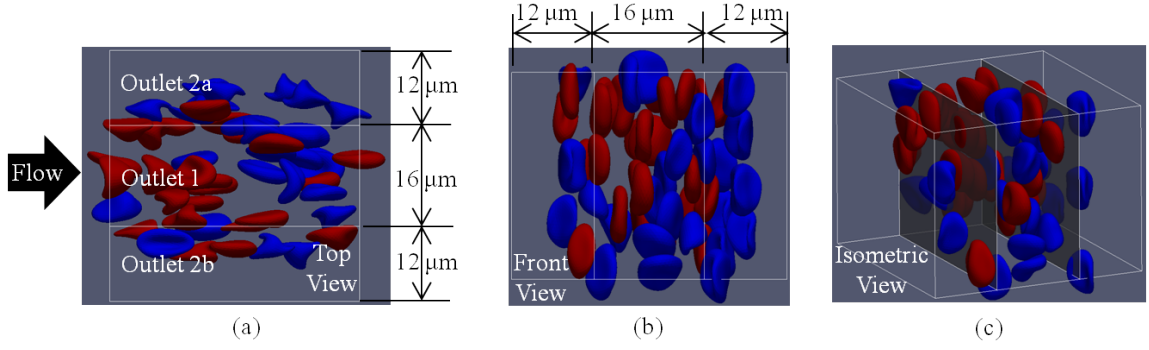 Flow
Outlet 2a
Outlet 1
Outlet 2b
Top
View
12 μm
16 μm
12 μm
(a)
12 μm 16 μm 12 μm
Front
View
(b)
Isometric
View
(c)